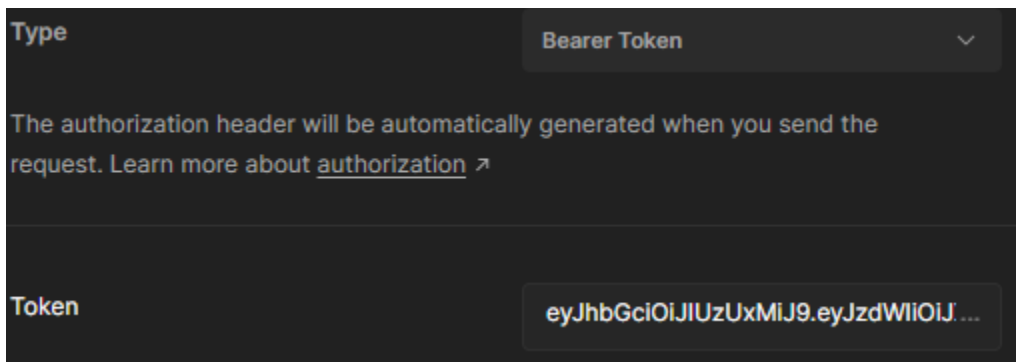 Type
Bearer Token
The authorization header will be automatically generated when you send the
request. Learn more about authorization ↗
Token
eyJhbGciOiJIUzUxMiJ9.eyJzdWIiOiJ...